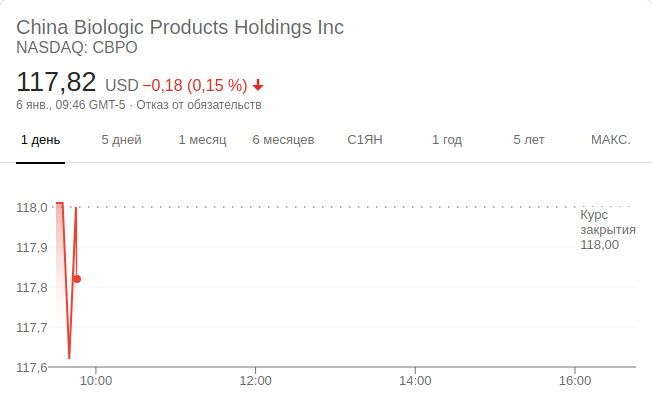 China Biologic Products Holdings Inc
NASDAQ: CBPO
117,82 USD −0,18 (0,15 %)
6 янв., 09:46 GMT-5 · Отказ от обязательств
1 день 5 дней 1 месяц 6 месяцев С1ЯН 1 год 5 лет МАКС.
118,0
Курс
закрытия
117,9
118,00
117,8
117,7
117,6
10:00 12:00 14:00 16:00